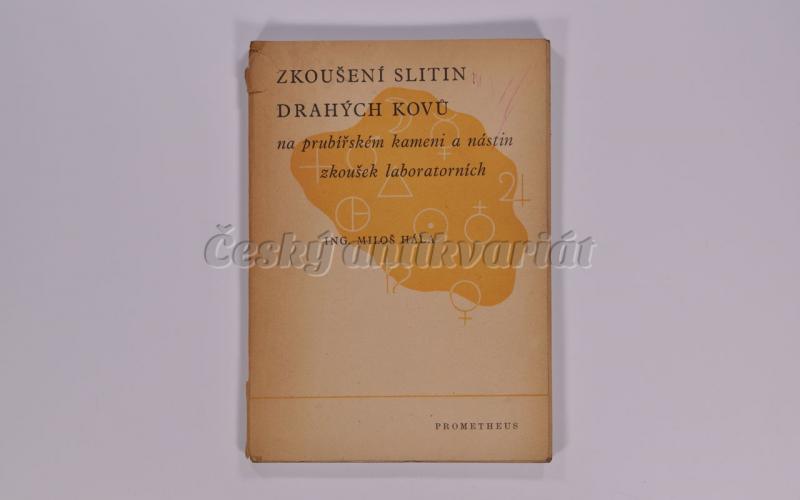 ZKOUŠENÍ SLITIN
DRAHÝCH KOVŮ
na prubířském kameni a nástin
zkoušek laboratorních
ING. MILOŠ HÁLA
Český antikvariát
PROMETHEUS